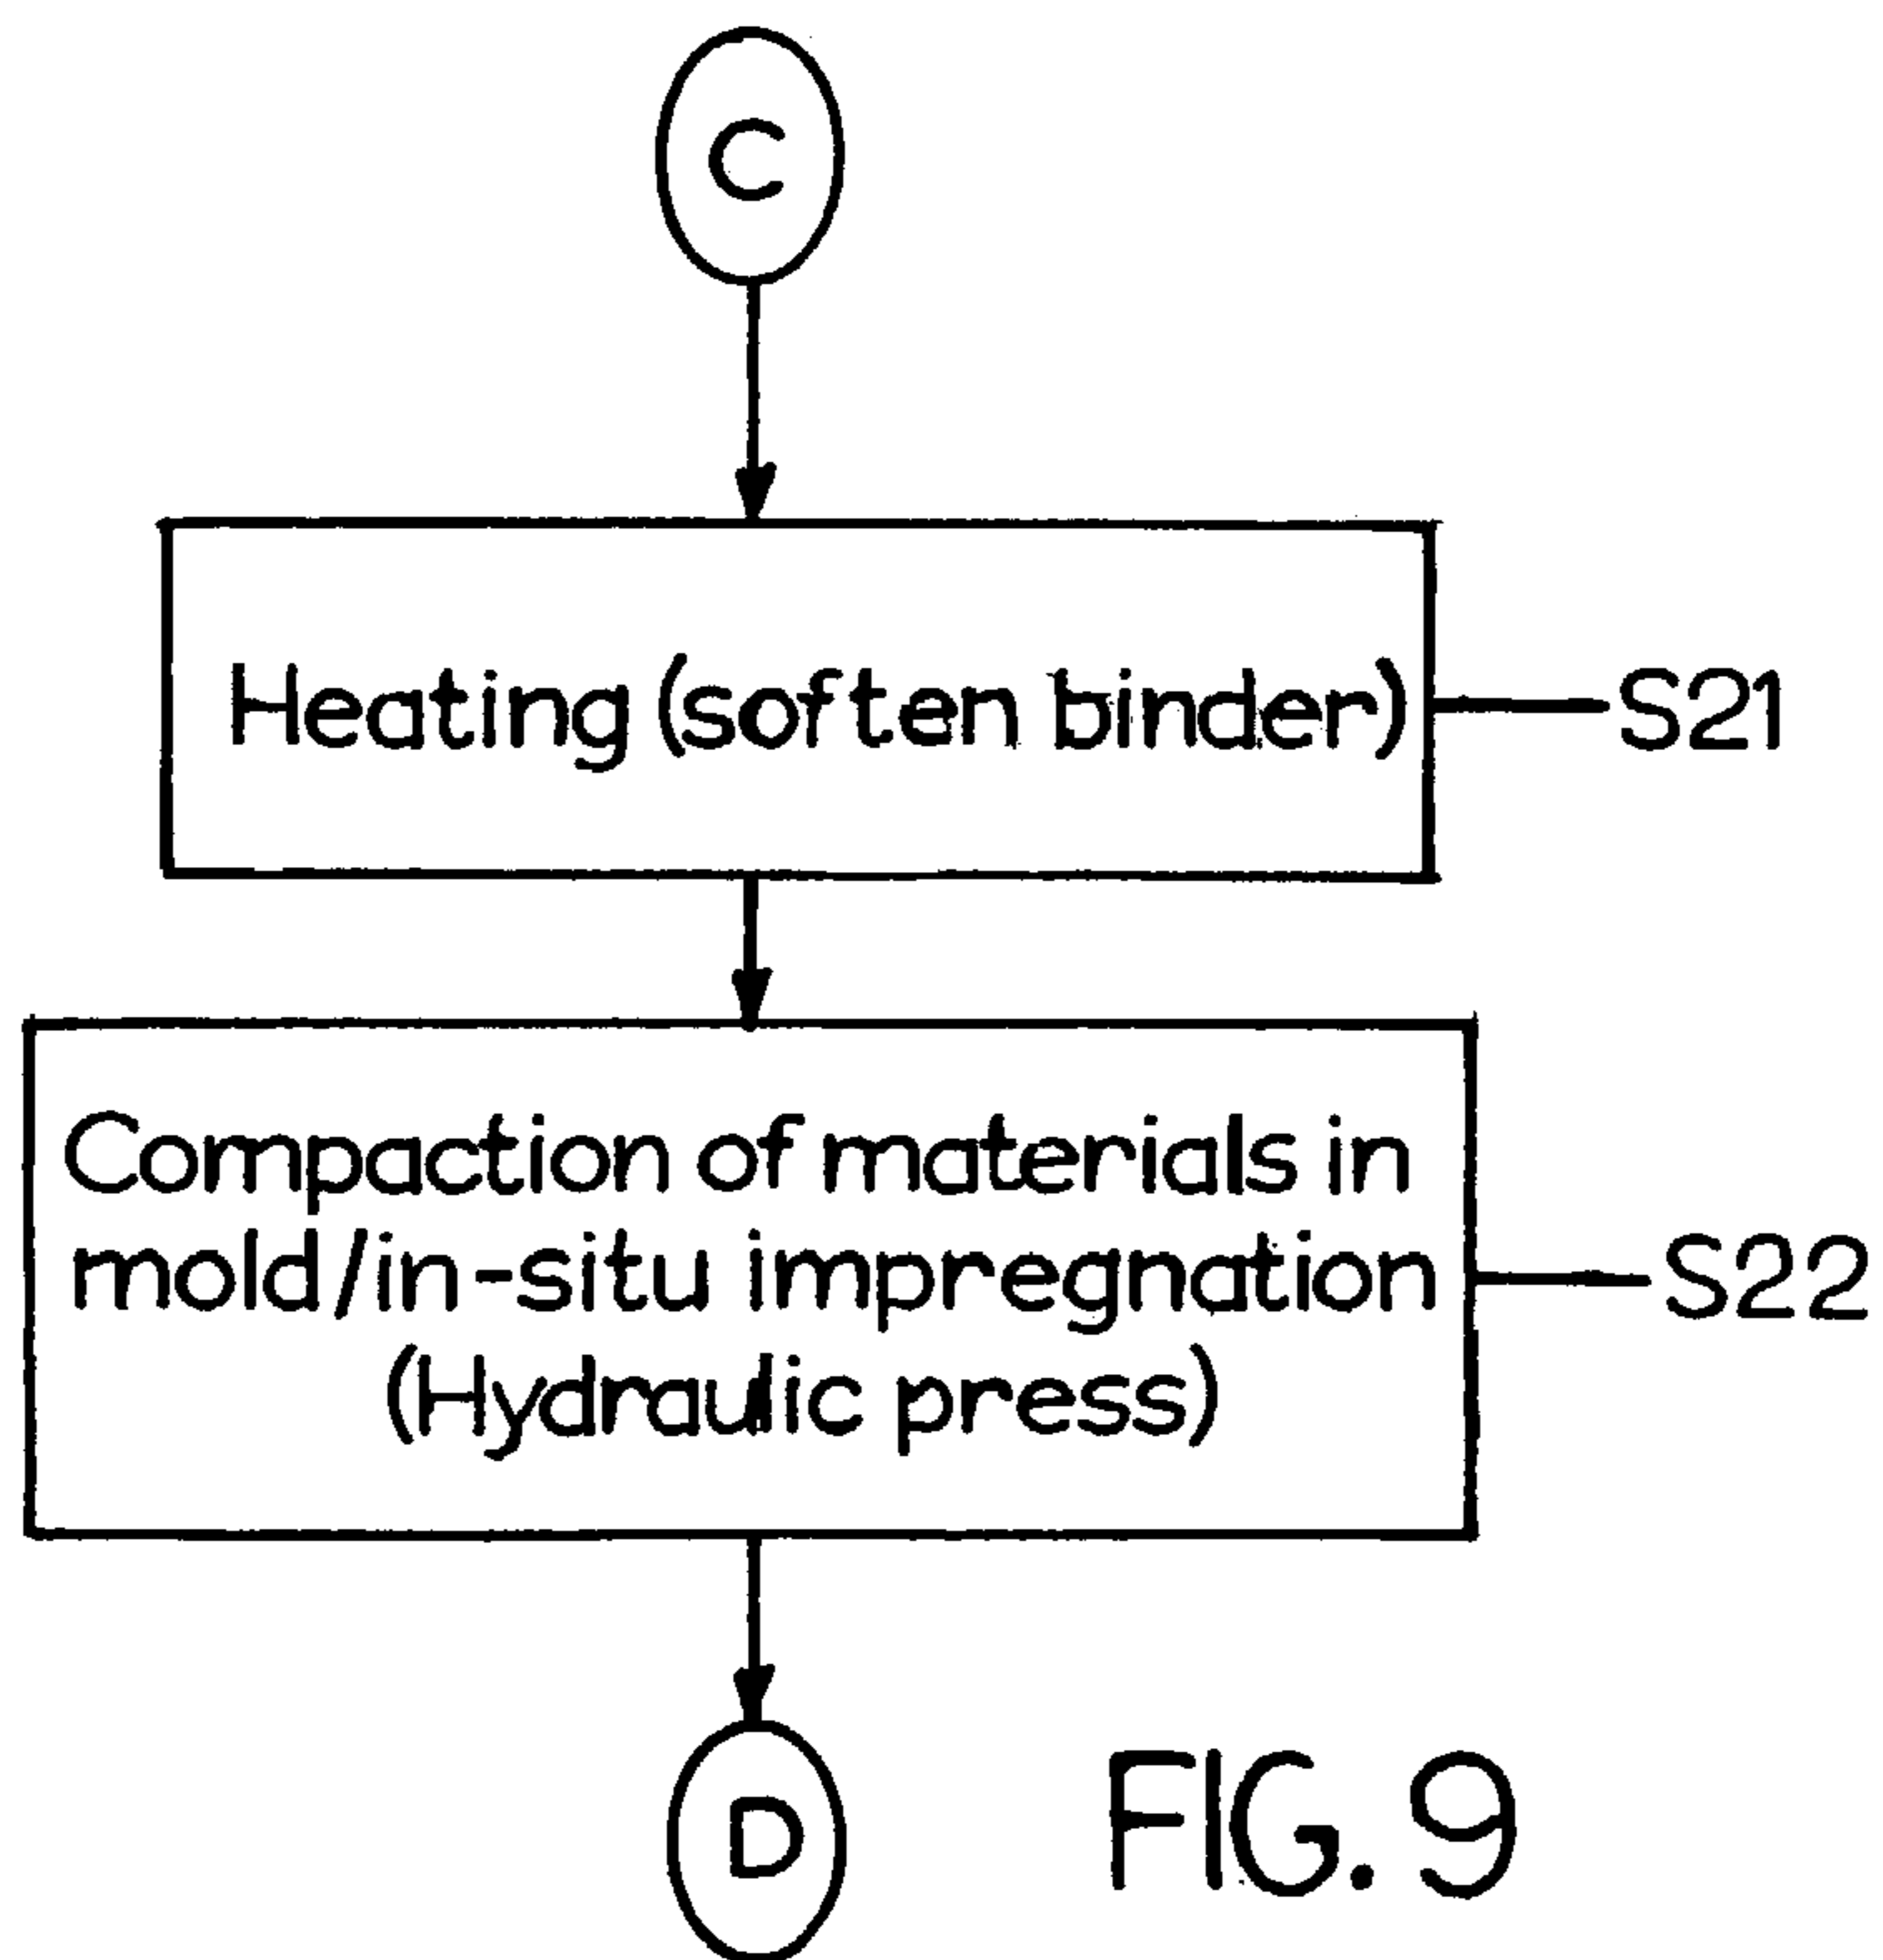 C
Heating (soften binder)
S21
Compaction of materials in
mold/in-situ impregnation
(Hydraulic press)
S22
D
FIG. 9